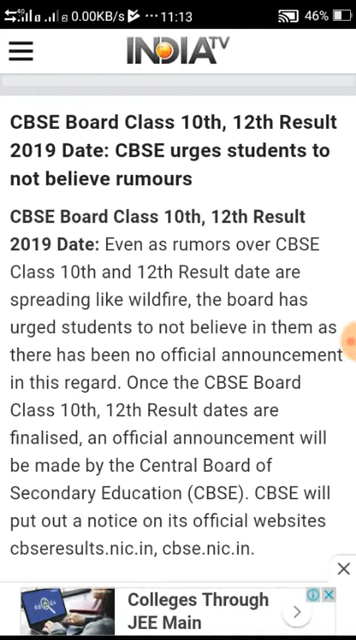 4G 0.00KB/s ... 11:13 46%
INDIA TV
CBSE Board Class 10th, 12th Result
2019 Date: CBSE urges students to
not believe rumours
CBSE Board Class 10th, 12th Result
2019 Date: Even as rumors over CBSE
Class 10th and 12th Result date are
spreading like wildfire, the board has
urged students to not believe in them as
there has been no official announcement
in this regard. Once the CBSE Board
Class 10th, 12th Result dates are
finalised, an official announcement will
be made by the Central Board of
Secondary Education (CBSE). CBSE will
put out a notice on its official websites
cbseresults.nic.in, cbse.nic.in.
Colleges Through
JEE Main